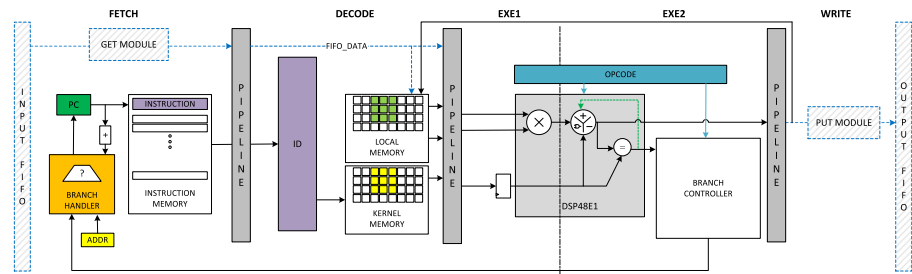 FETCH
DECODE
EXE1
EXE2
WRITE
INPUT FIFO
GET MODULE
FIFO_DATA
PIPELINE
PIPELINE
PIPELINE
OUTPUT FIFO
PC
+
INSTRUCTION
INSTRUCTION
MEMORY
?
BRANCH
HANDLER
ADDR
ID
LOCAL
MEMORY
KERNEL
MEMORY
OPCODE
×
+
−
=
DSP48E1
BRANCH
CONTROLLER
PUT MODULE